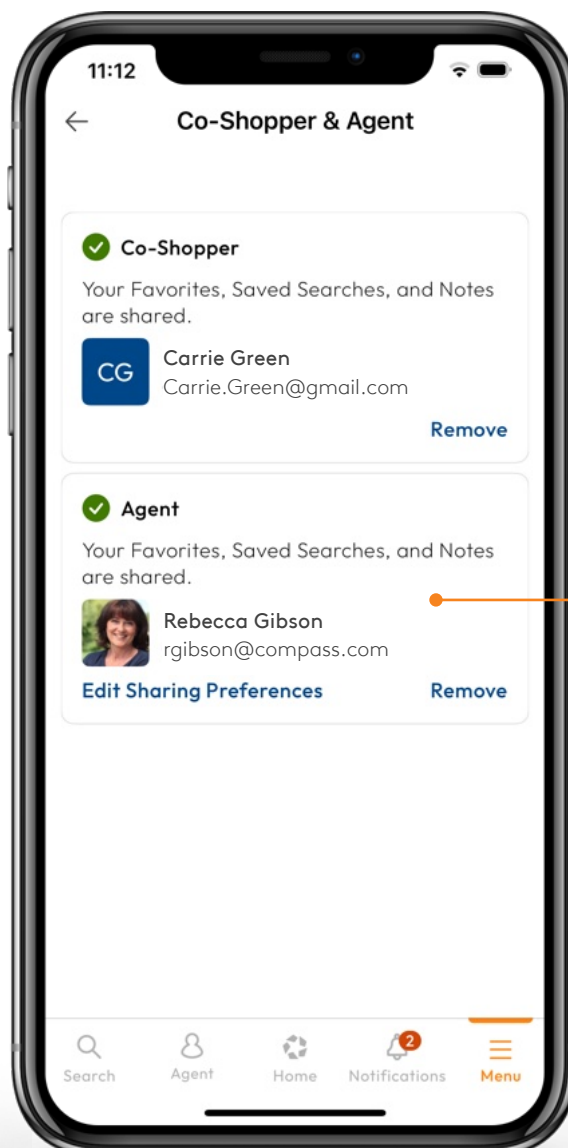 11:12
Co-Shopper & Agent
Co-Shopper
Your Favorites, Saved Searches, and Notes
are shared.
CG
Carrie Green
Carrie.Green@gmail.com
Remove
Agent
Your Favorites, Saved Searches, and Notes
are shared.
Rebecca Gibson
rgibson@compass.com
Edit Sharing Preferences Remove
2
Search Agent Home Notifications Menu